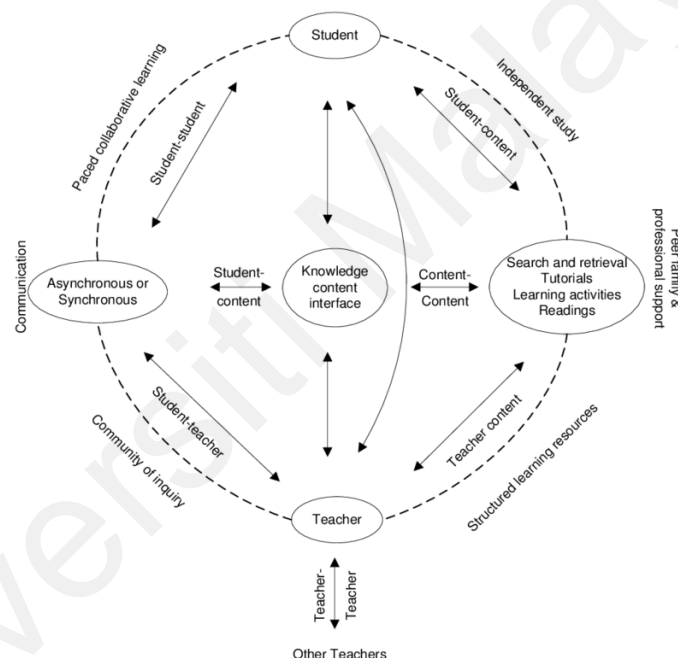 Student
Paced collaborative learning
Student-student
Student-content
Independent study
Communication
Asynchronous or
Synchronous
Student-
content
Knowledge
content
interface
Content-
Content
Search and retrieval
Tutorials
Learning activities
Readings
Peer family &
professional support
Community of inquiry
Student-teacher
Teacher content
Structured learning resources
Teacher
Teacher-
Teacher
Other Teachers